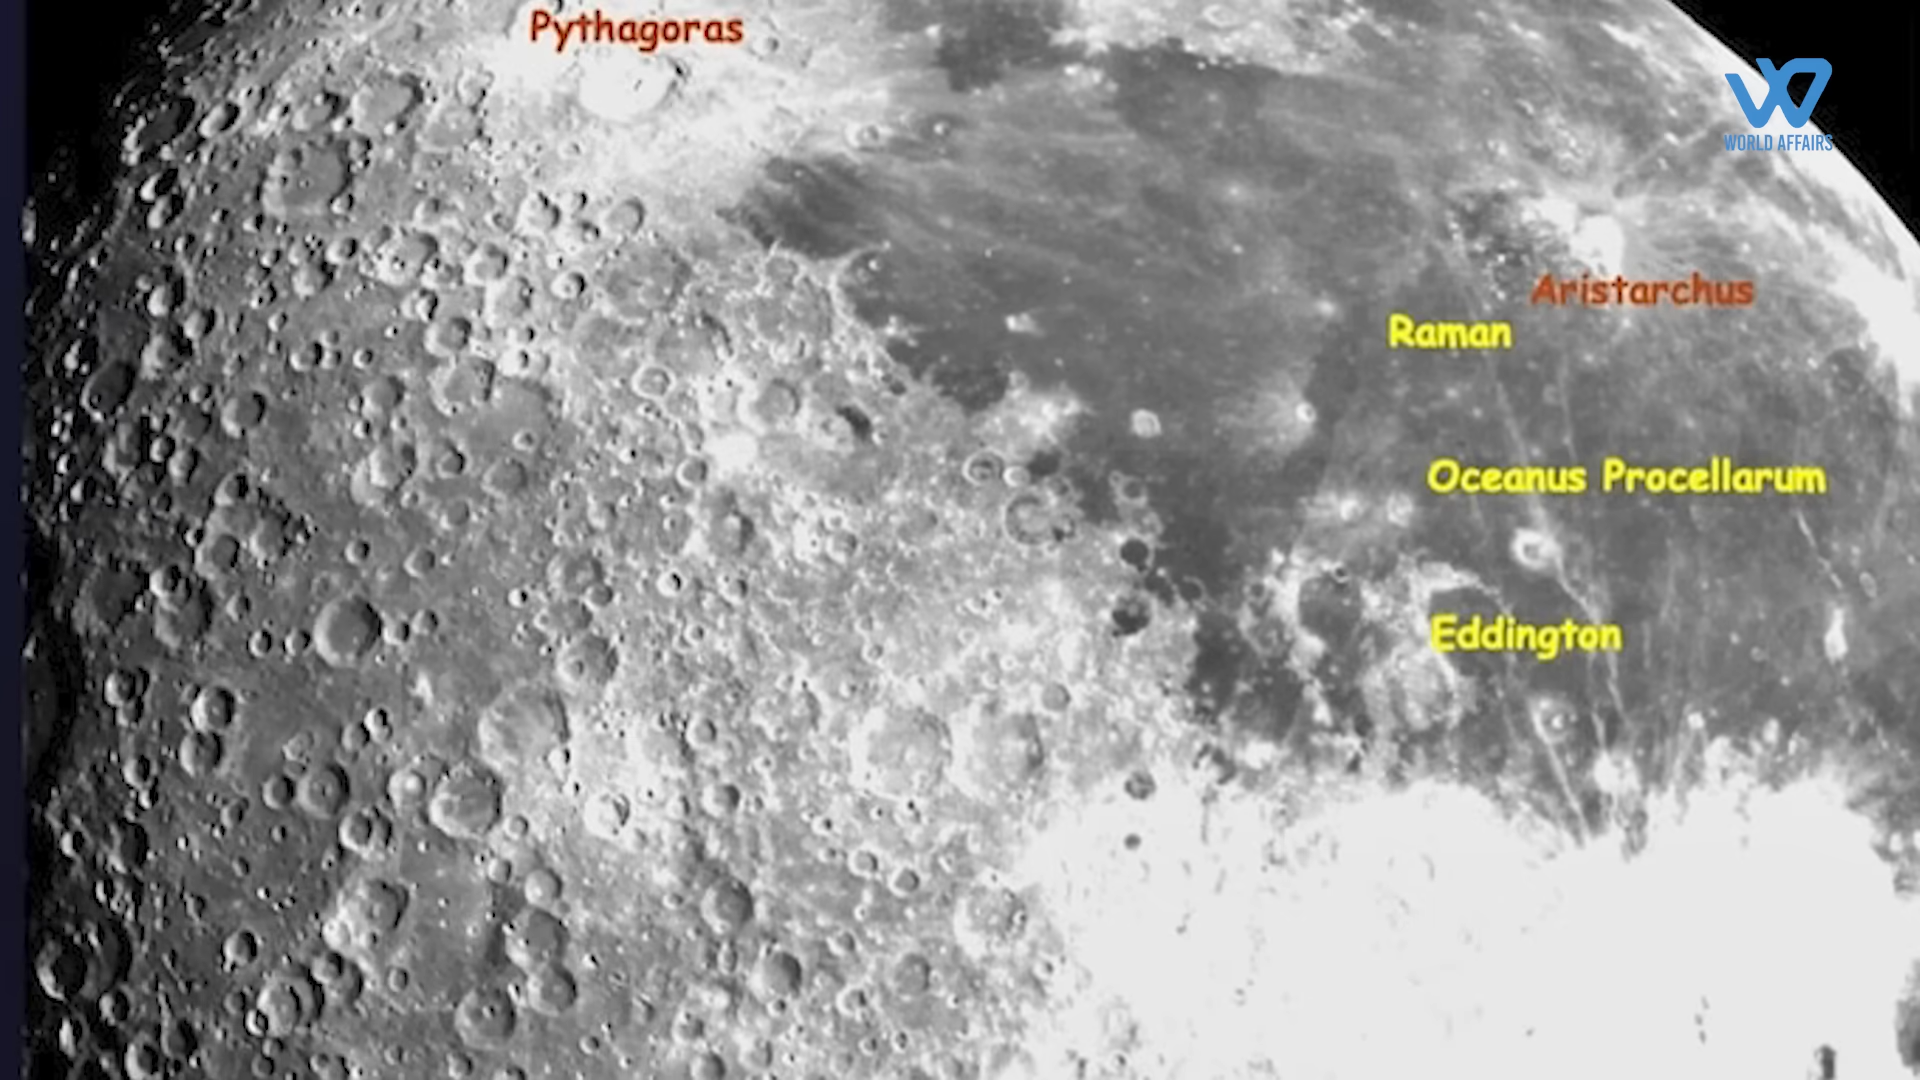 Pythagoras
WORLD AFFAIRS
Aristarchus
Raman
Oceanus Procellarum
Eddington